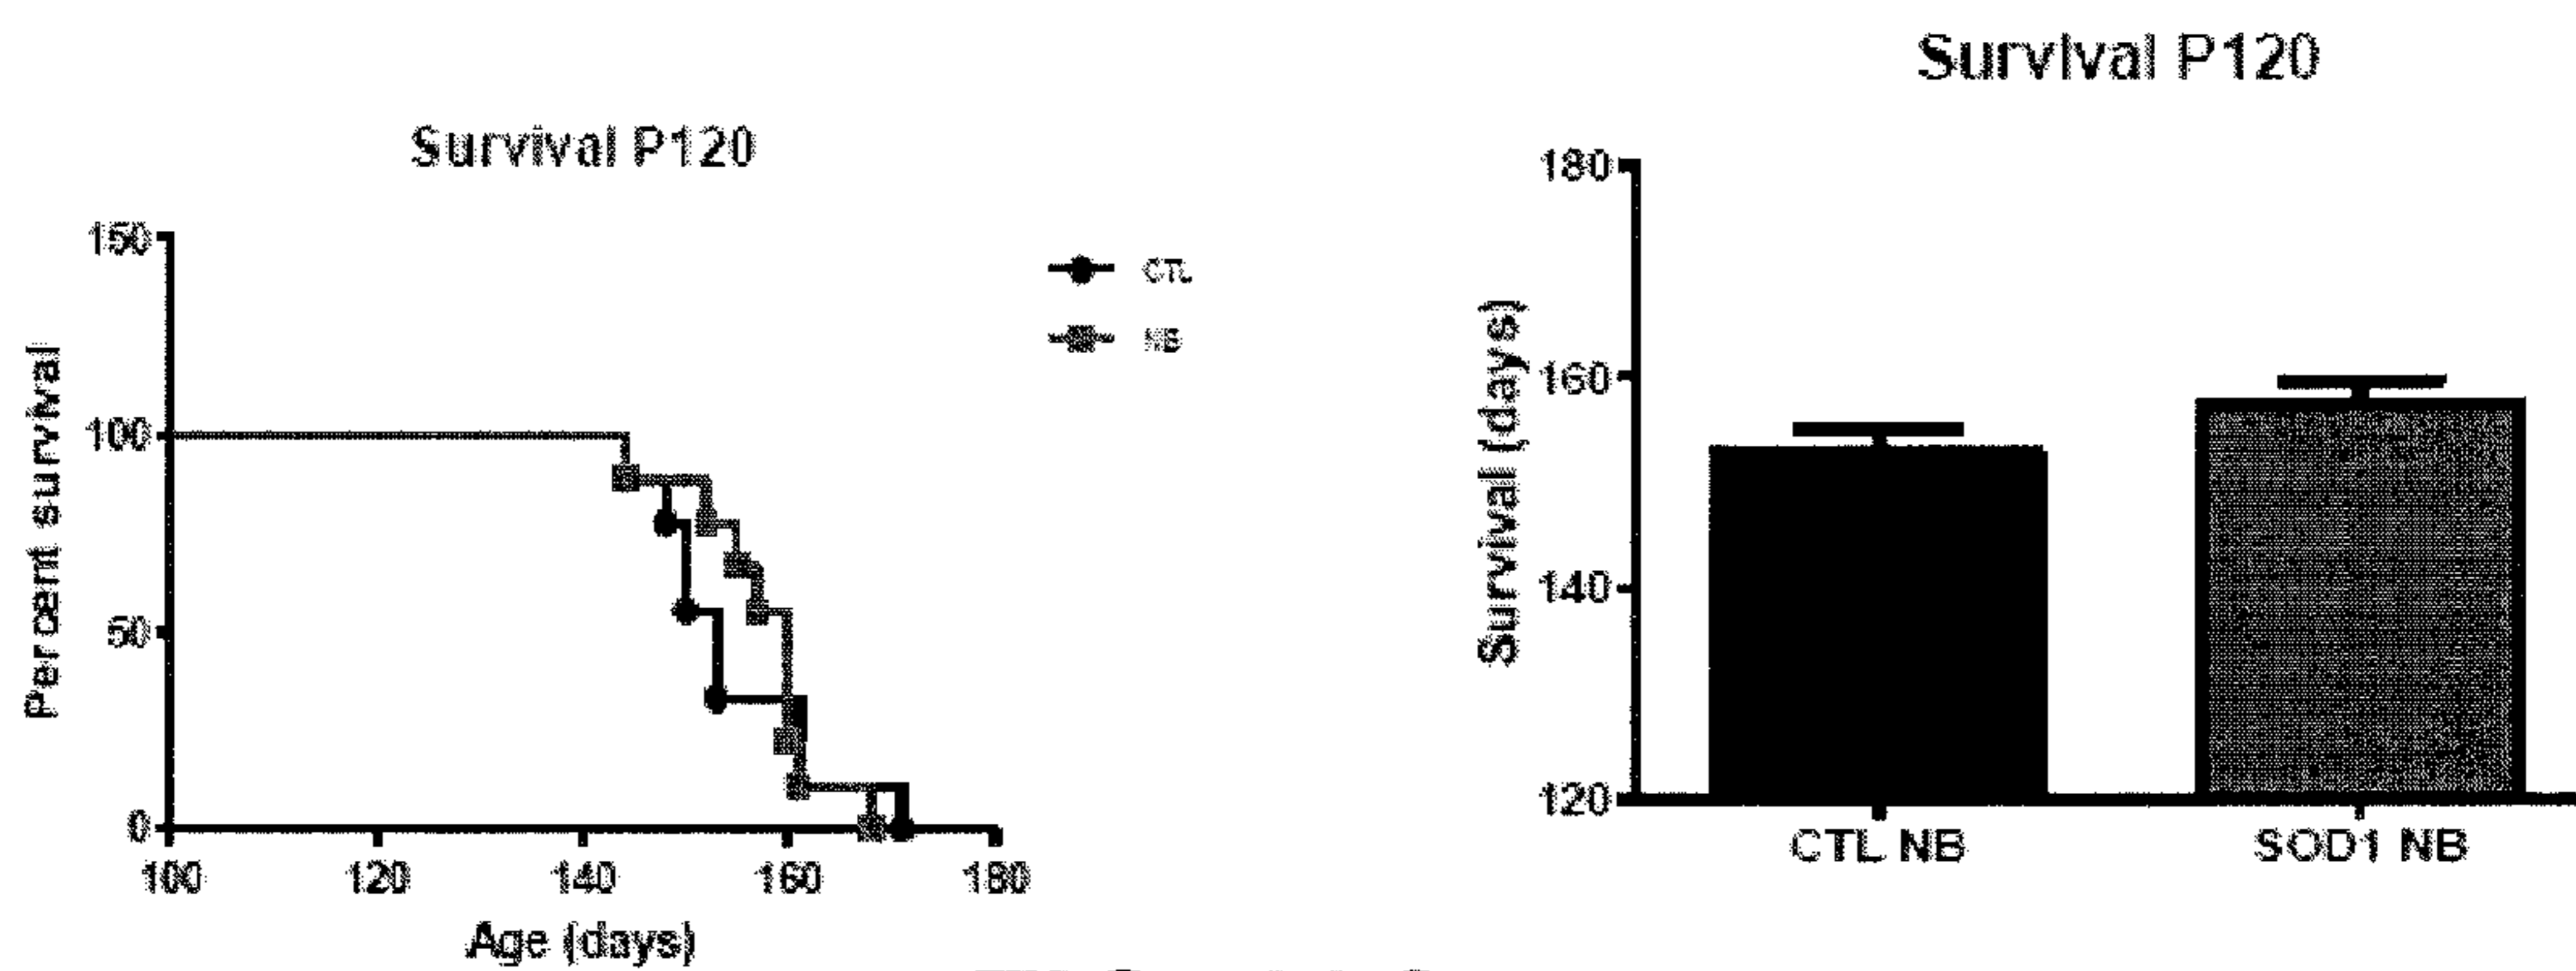 Survival P120
150
100
50
0
Percent survival
100
120
140
160
180
Age (days)
CTL
NB
Survival P120
180
160
140
120
Survival (days)
CTL NB
SOD1 NB